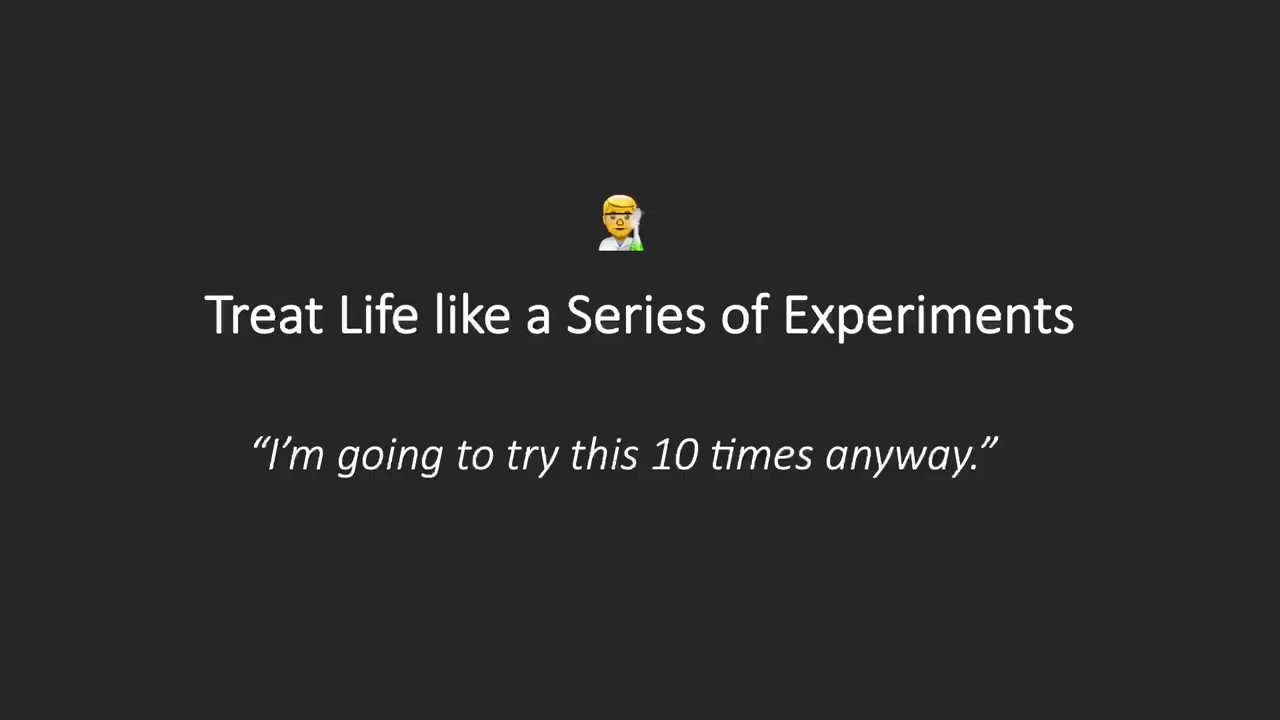 Treat Life like a Series of Experiments
“I’m going to try this 10 times anyway.”